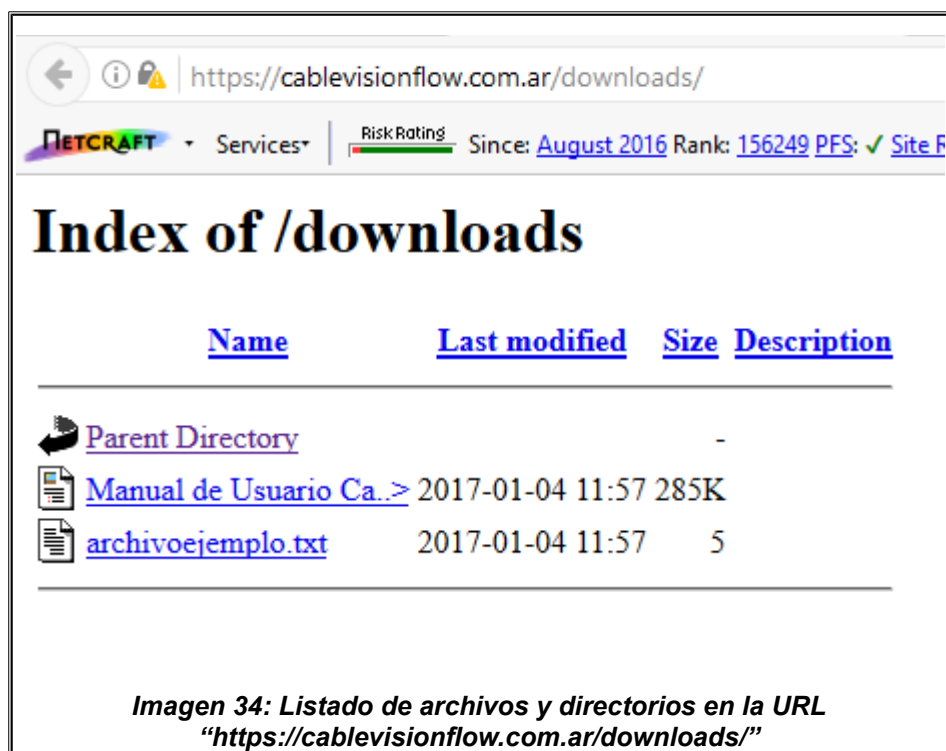 https://cablevisionflow.com.ar/downloads/
NETCRAFT Services Risk Rating Since: August 2016 Rank: 156249 PFS: ✓ Site R
Index of /downloads
Name Last modified Size Description
Parent Directory -
Manual de Usuario Ca..> 2017-01-04 11:57 285K
archivoejemplo.txt 2017-01-04 11:57 5
Imagen 34: Listado de archivos y directorios en la URL
“https://cablevisionflow.com.ar/downloads/”